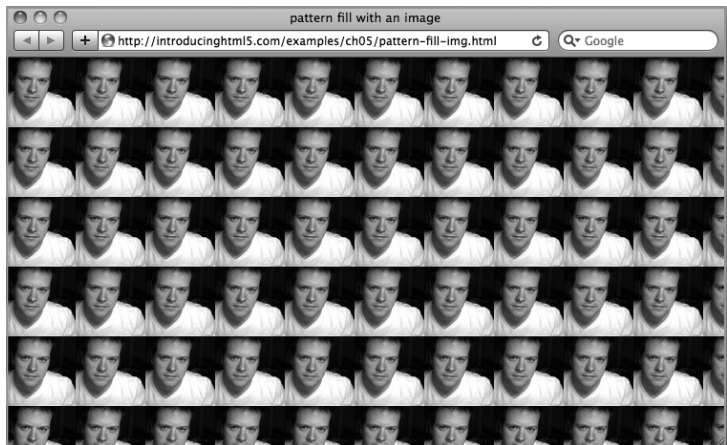 pattern fill with an image
+ http://introducinghtml5.com/examples/ch05/pattern-fill-img.html Google